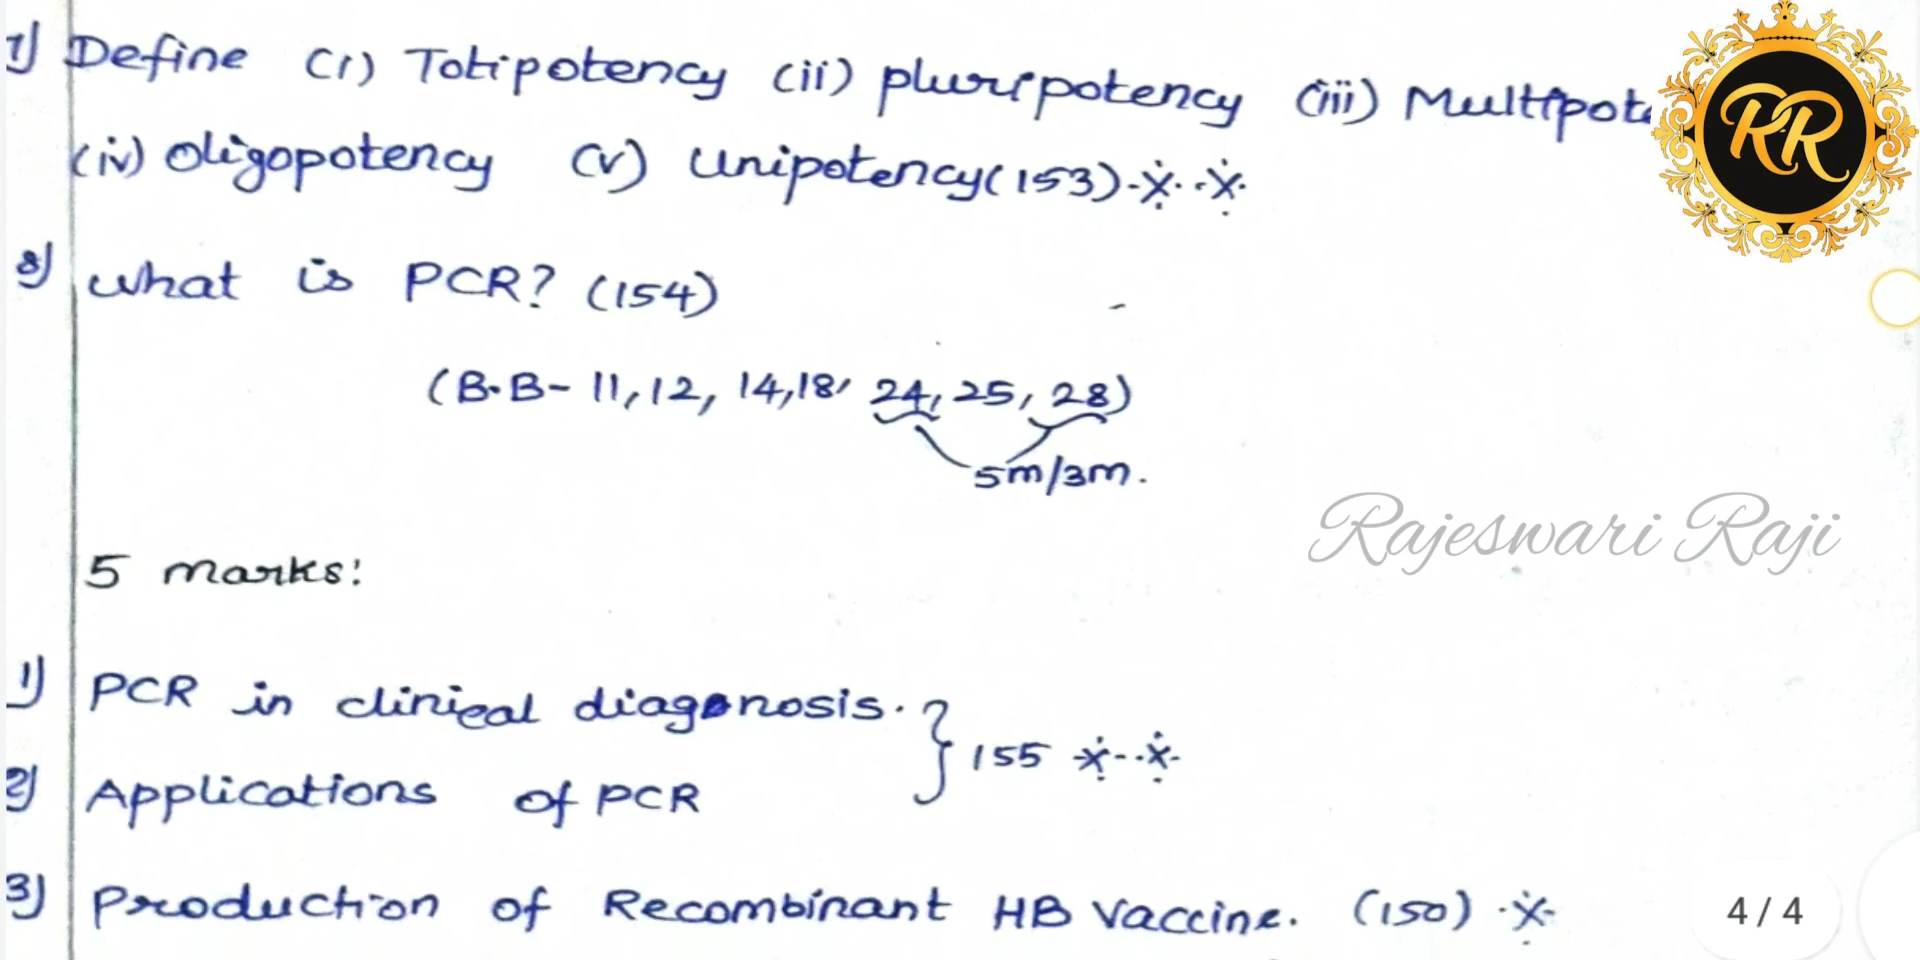 7) Define (i) Totipotency (ii) pluripotency (iii) Multipot
(iv) oligopotency (v) unipotency (153)
8) what is PCR? (154)
(B.B- 11, 12, 14, 18, 24, 25, 28)
5m/3m.
Rajeswari Raji
5 marks:
1) PCR in clinical diagonosis.
155
2) Applications of PCR
3) Production of Recombinant HB Vaccine. (150)
RR
4 / 4